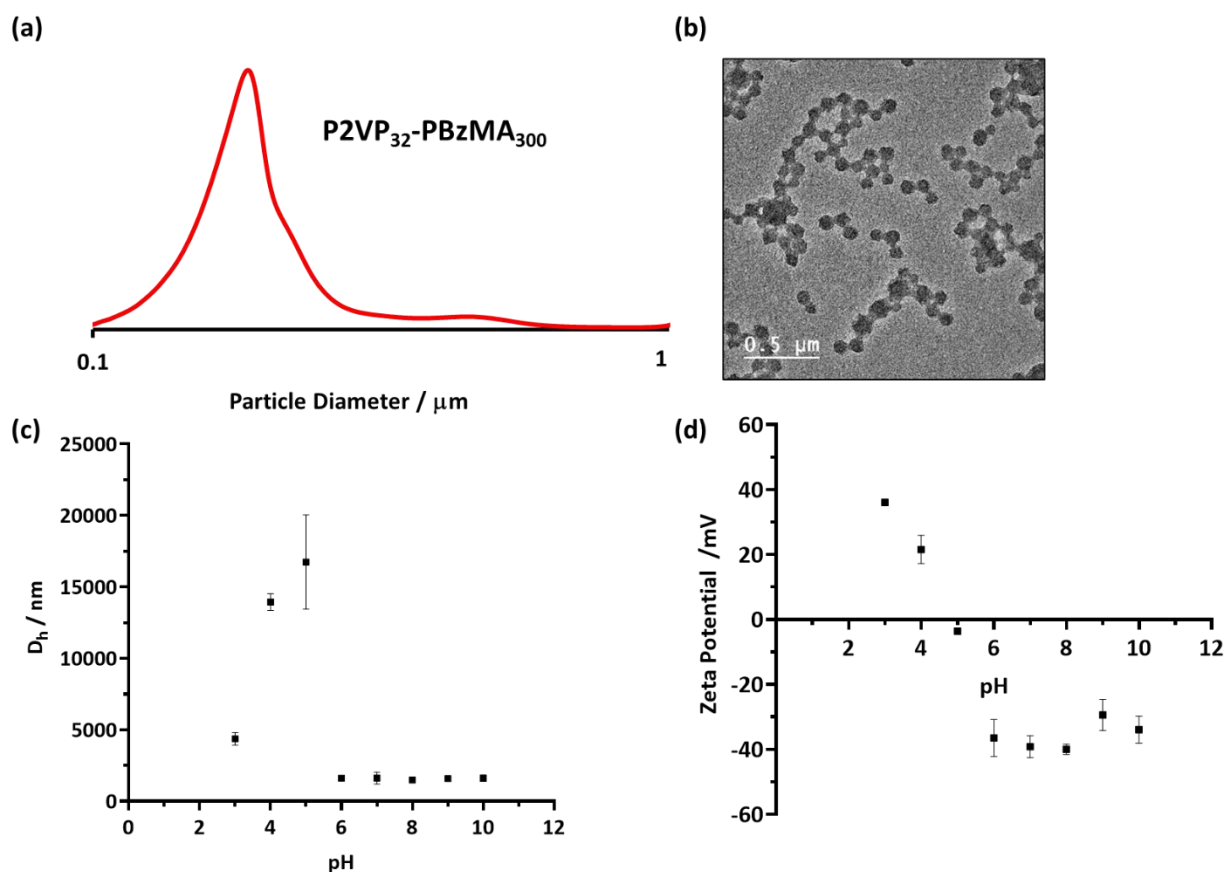 (a)
P2VP32-PBzMA300
0.1
1
Particle Diameter / μm
(b)
0.5 μm
(c)
25000
20000
15000
10000
5000
0
Dh / nm
0 2 4 6 8 10 12
pH
(d)
60
40
20
0
-20
-40
-60
Zeta Potential /mV
2 4 6 8 10 12
pH